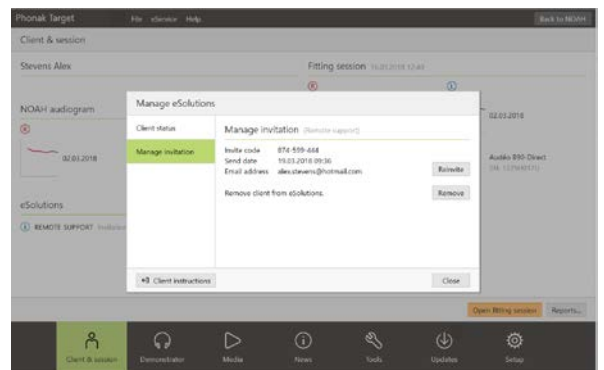 Phonak Target File eService Help Back to NOAH
Client & session
Stevens Alex Fitting session
R L
NOAH audiogram Manage eSolutions 02.03.2018
R Client status Manage invitation (Remote support)
02.03.2018 Manage invitation Invite code 874-599-444 Audéo B90-Direct
Send date 19.03.2018 09:36 Reinvite
Email address alex.stevens@hotmail.com
Remove client from eSolutions. Remove
eSolutions
REMOTE SUPPORT
Client instructions Close
Open fitting session Reports...
Client & session Demonstrator Media News Tools Updates Setup